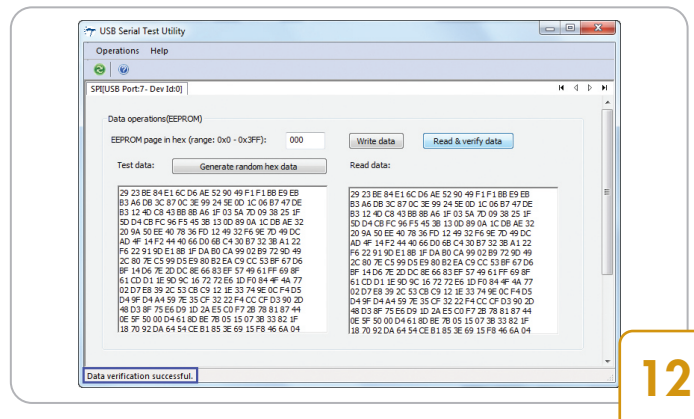 USB Serial Test Utility
Operations Help
SPI[USB Port:7- Dev Id:0]
Data operations(EEPROM)
EEPROM page in hex (range: 0x0 - 0x3FF): 000 Write data Read & verify data
Test data: Generate random hex data Read data:
29 23 BE 84 E1 6C D6 AE 52 90 49 F1 F1 BB E9 EB
B3 A6 DB 3C 87 0C 3E 99 24 5E 0D 1C 06 B7 47 DE
B3 12 4D C8 43 BB 8B A6 1F 03 5A 7D 09 38 25 1F
5D D4 CB FC 96 F5 45 3B 13 0D 89 0A 1C DB AE 32
20 9A 50 EE 40 78 36 FD 12 49 32 F6 9E 7D 49 DC
AD 4F 14 F2 44 40 66 D0 6B C4 30 B7 32 3B A1 22
F6 22 91 9D E1 8B 1F DA B0 CA 99 02 B9 72 9D 49
2C 80 7E C5 99 D5 E9 80 B2 EA C9 CC 53 BF 67 D6
BF 14 D6 7E 2D DC 8E 66 83 EF 57 49 61 FF 69 8F
61 CD D1 1E 9D 9C 16 72 72 E6 1D F0 84 4F 4A 77
02 D7 E8 39 2C 53 CB C9 12 1E 33 74 9E 0C F4 D5
D4 9F D4 A4 59 7E 35 CF 32 22 F4 CC CF D3 90 2D
48 D3 8F 75 E6 D9 1D 2A E5 C0 F7 2B 78 81 87 44
0E 5F 50 00 D4 61 8D BE 7B 05 15 07 3B 33 82 1F
18 70 92 DA 64 54 CE B1 85 3E 69 15 F8 46 6A 04
29 23 BE 84 E1 6C D6 AE 52 90 49 F1 F1 BB E9 EB
B3 A6 DB 3C 87 0C 3E 99 24 5E 0D 1C 06 B7 47 DE
B3 12 4D C8 43 BB 8B A6 1F 03 5A 7D 09 38 25 1F
5D D4 CB FC 96 F5 45 3B 13 0D 89 0A 1C DB AE 32
20 9A 50 EE 40 78 36 FD 12 49 32 F6 9E 7D 49 DC
AD 4F 14 F2 44 40 66 D0 6B C4 30 B7 32 3B A1 22
F6 22 91 9D E1 8B 1F DA B0 CA 99 02 B9 72 9D 49
2C 80 7E C5 99 D5 E9 80 B2 EA C9 CC 53 BF 67 D6
BF 14 D6 7E 2D DC 8E 66 83 EF 57 49 61 FF 69 8F
61 CD D1 1E 9D 9C 16 72 72 E6 1D F0 84 4F 4A 77
02 D7 E8 39 2C 53 CB C9 12 1E 33 74 9E 0C F4 D5
D4 9F D4 A4 59 7E 35 CF 32 22 F4 CC CF D3 90 2D
48 D3 8F 75 E6 D9 1D 2A E5 C0 F7 2B 78 81 87 44
0E 5F 50 00 D4 61 8D BE 7B 05 15 07 3B 33 82 1F
18 70 92 DA 64 54 CE B1 85 3E 69 15 F8 46 6A 04
Data verification successful.
12